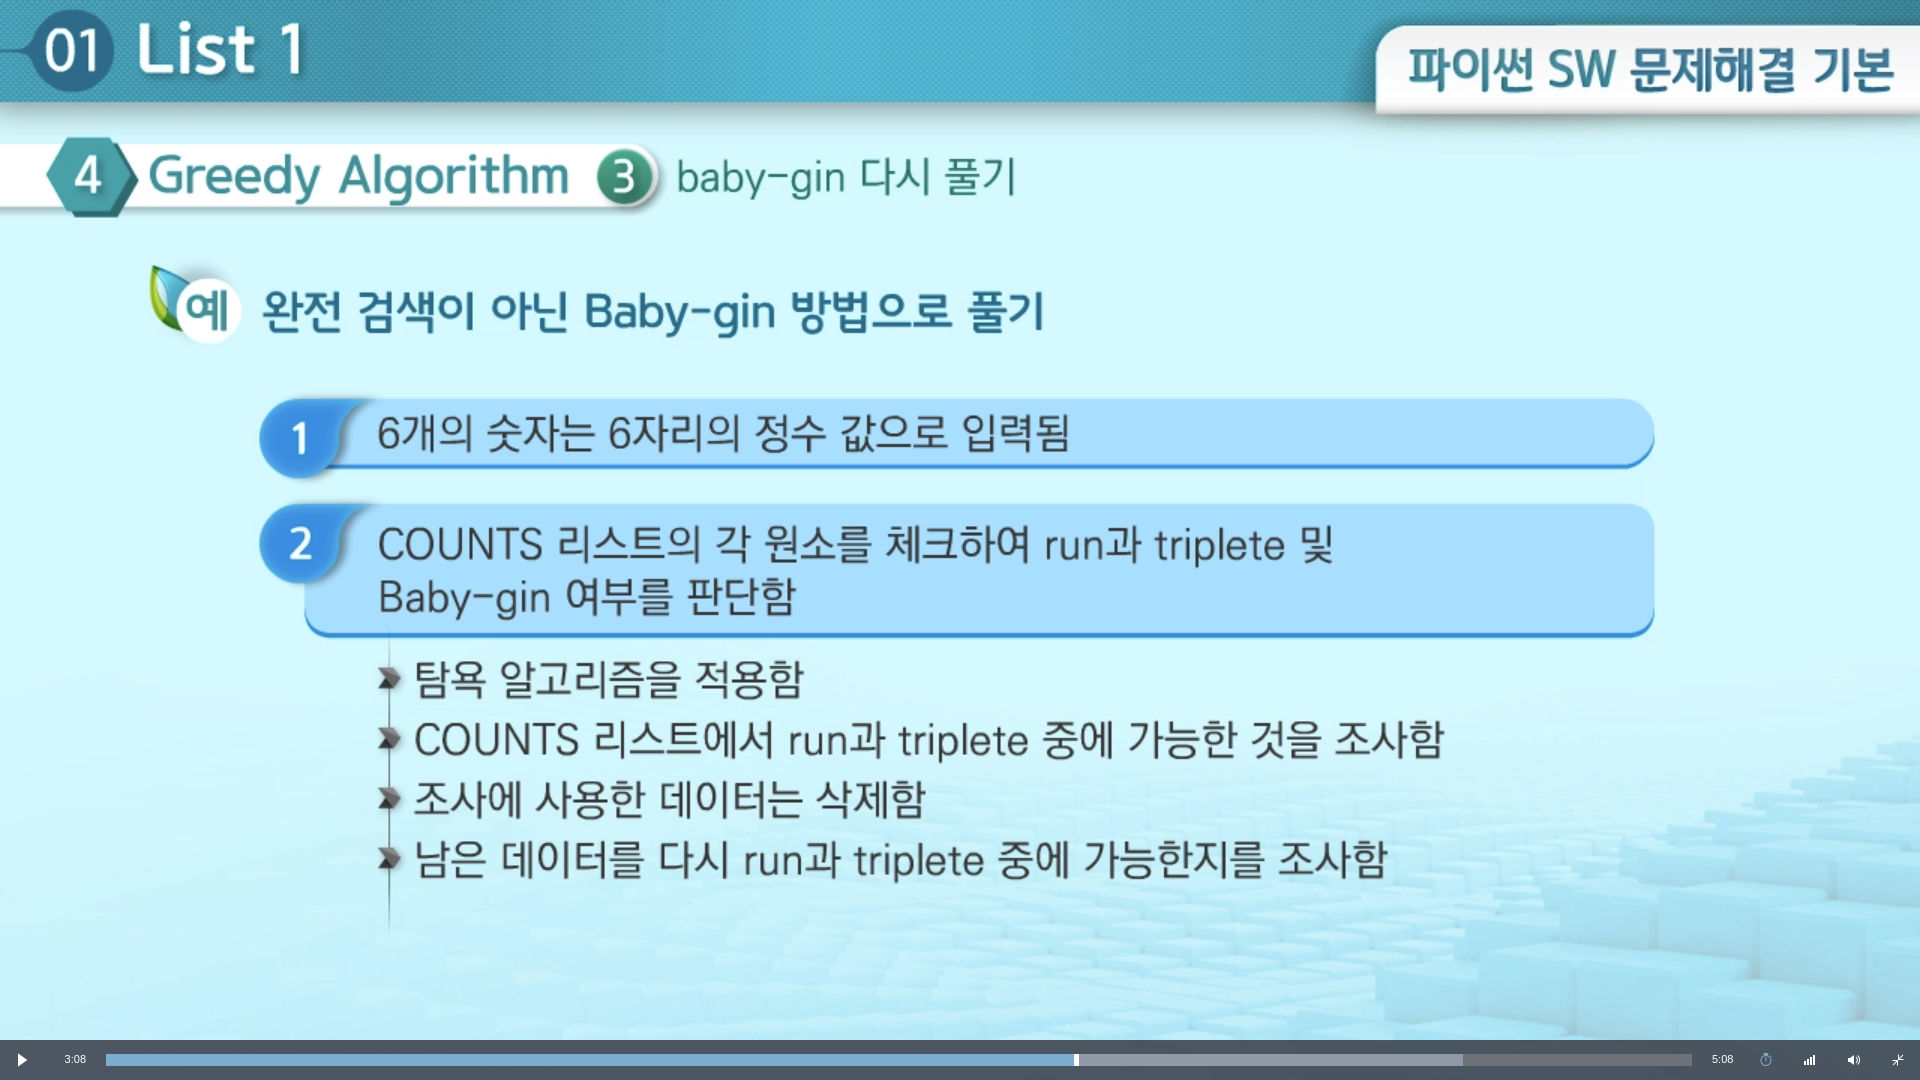 01 List 1
파이썬 SW 문제해결 기본
4 Greedy Algorithm 3 baby-gin 다시 풀기
예 완전 검색이 아닌 Baby-gin 방법으로 풀기
1 6개의 숫자는 6자리의 정수 값으로 입력됨
2 COUNTS 리스트의 각 원소를 체크하여 run과 triplete 및
Baby-gin 여부를 판단함
탐욕 알고리즘을 적용함
COUNTS 리스트에서 run과 triplete 중에 가능한 것을 조사함
조사에 사용한 데이터는 삭제함
남은 데이터를 다시 run과 triplete 중에 가능한지를 조사함
3:08 5:08